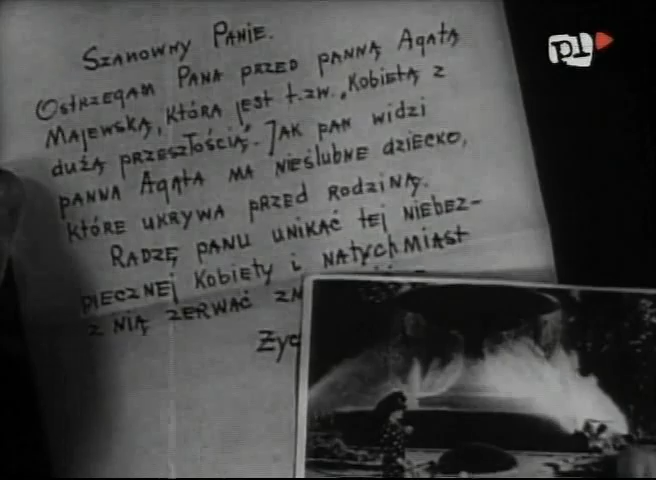 Szanowny Panie.
Ostrzegam Pana przed panną Agatą
Majewską, która jest t.zw. „Kobietą z
dużą przeszłością". Jak pan widzi
panna Agata ma nieślubne dziecko,
które ukrywa przed rodziną.
Radzę panu unikać tej niebez-
piecznej kobiety i natychmiast
z nią zerwać
pl